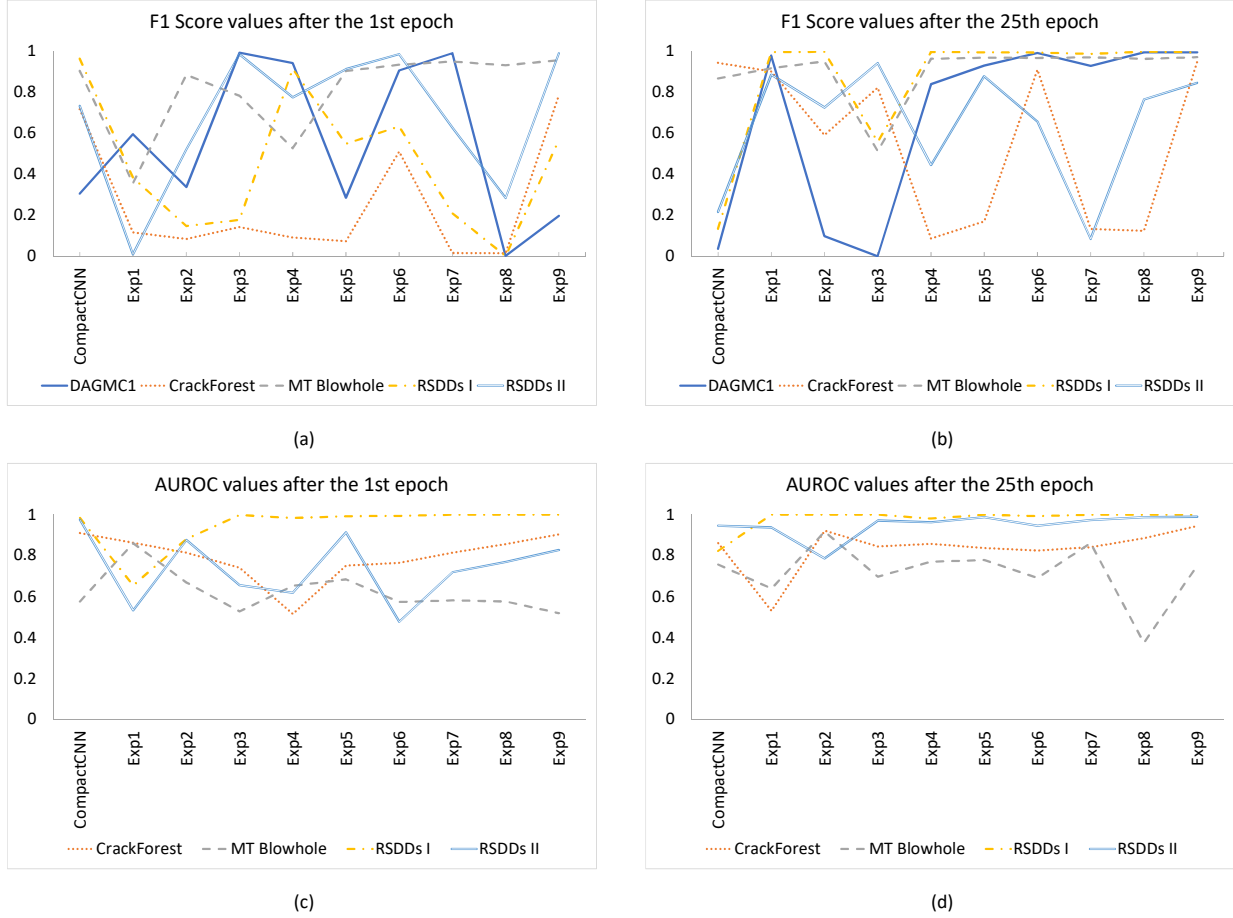 F1 Score values after the 1st epoch
1
0.8
0.6
0.4
0.2
0
CompactCNN
Exp1
Exp2
Exp3
Exp4
Exp5
Exp6
Exp7
Exp8
Exp9
DAGMC1 CrackForest MT Blowhole RSDDs I RSDDs II
(a)
F1 Score values after the 25th epoch
1
0.8
0.6
0.4
0.2
0
CompactCNN
Exp1
Exp2
Exp3
Exp4
Exp5
Exp6
Exp7
Exp8
Exp9
DAGMC1 CrackForest MT Blowhole RSDDs I RSDDs II
(b)
AUROC values after the 1st epoch
1
0.8
0.6
0.4
0.2
0
CompactCNN
Exp1
Exp2
Exp3
Exp4
Exp5
Exp6
Exp7
Exp8
Exp9
CrackForest MT Blowhole RSDDs I RSDDs II
(c)
AUROC values after the 25th epoch
1
0.8
0.6
0.4
0.2
0
CompactCNN
Exp1
Exp2
Exp3
Exp4
Exp5
Exp6
Exp7
Exp8
Exp9
CrackForest MT Blowhole RSDDs I RSDDs II
(d)